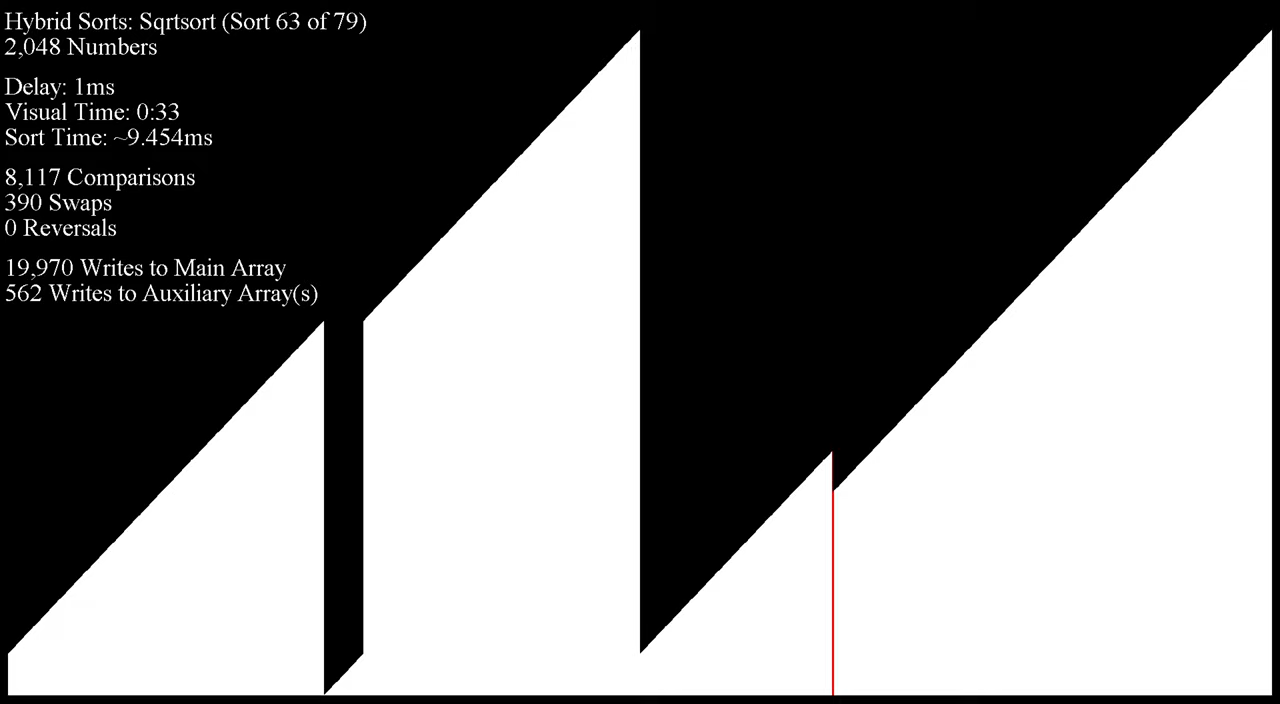 Hybrid Sorts: Sqrtsort (Sort 63 of 79)
2,048 Numbers
Delay: 1ms
Visual Time: 0:33
Sort Time: ~9.454ms
8,117 Comparisons
390 Swaps
0 Reversals
19,970 Writes to Main Array
562 Writes to Auxiliary Array(s)